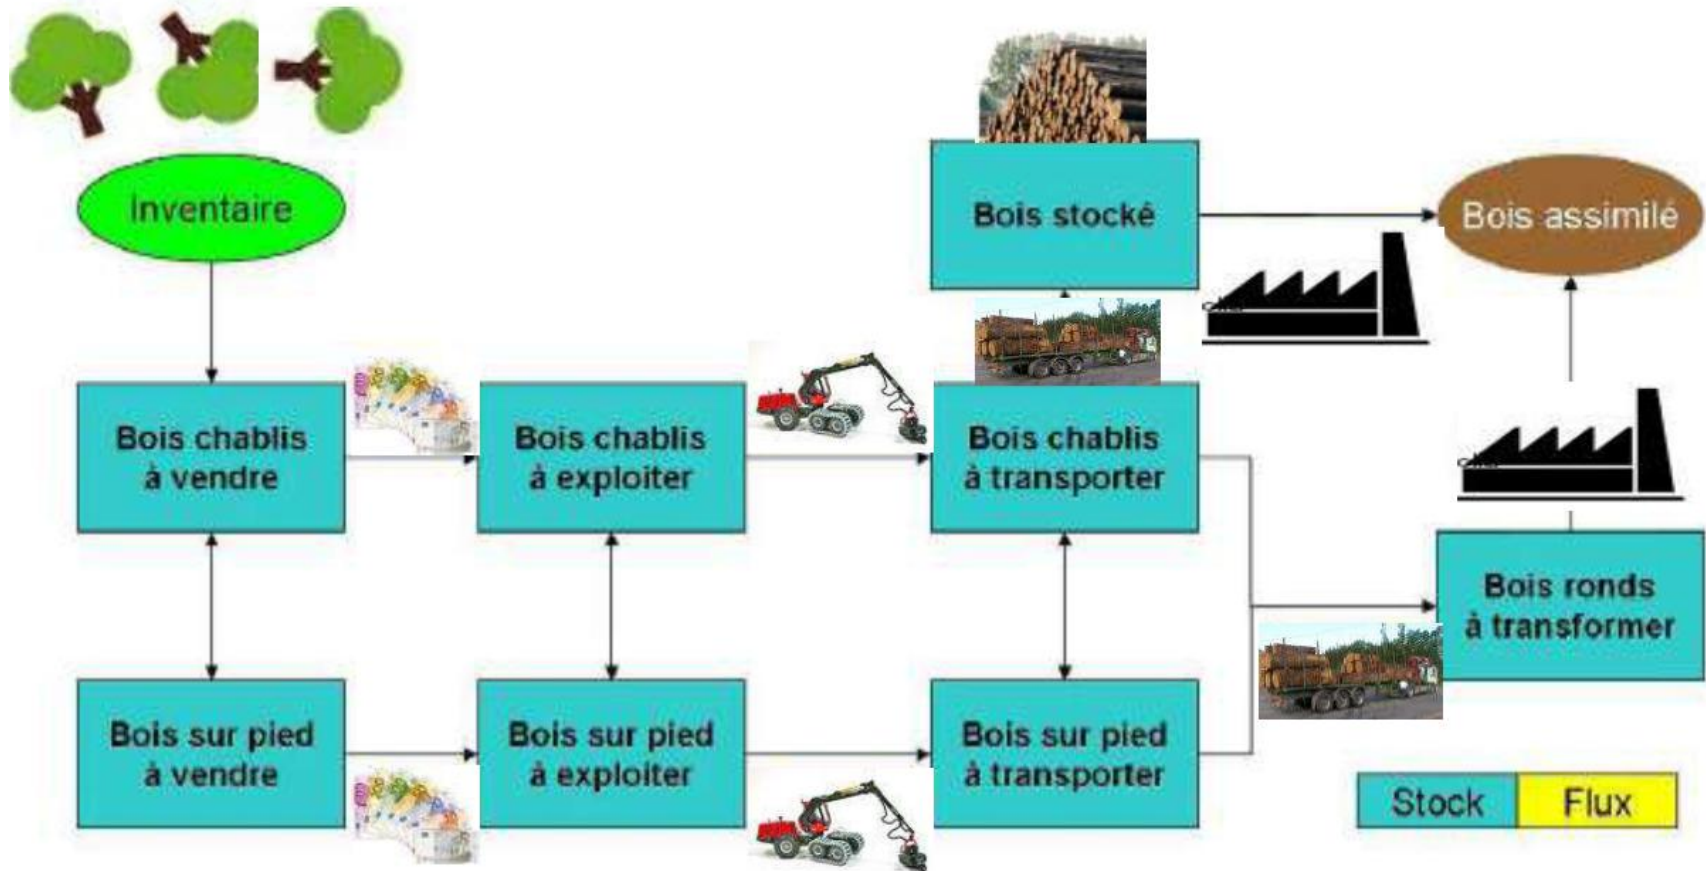 Inventaire
Bois stocké
Bois assimilé
Bois chablis
à vendre
Bois chablis
à exploiter
Bois chablis
à transporter
Bois ronds
à transformer
Bois sur pied
à vendre
Bois sur pied
à exploiter
Bois sur pied
à transporter
Stock
Flux